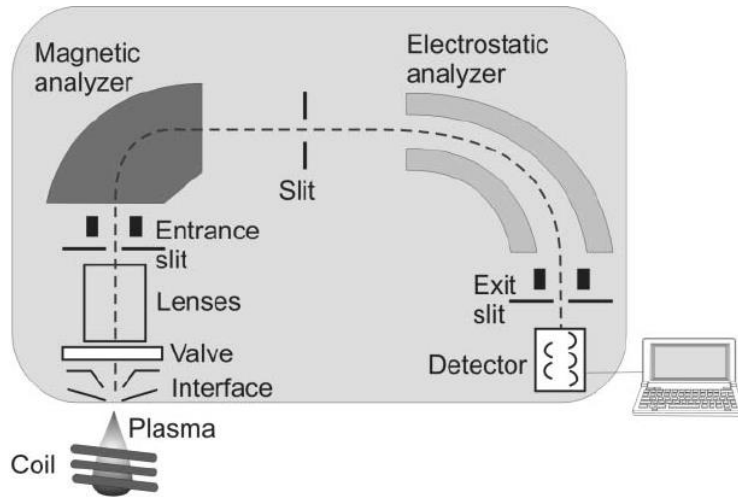 Magnetic
analyzer
Electrostatic
analyzer
Slit
Entrance
slit
Lenses
Valve
Interface
Plasma
Coil
Exit
slit
Detector